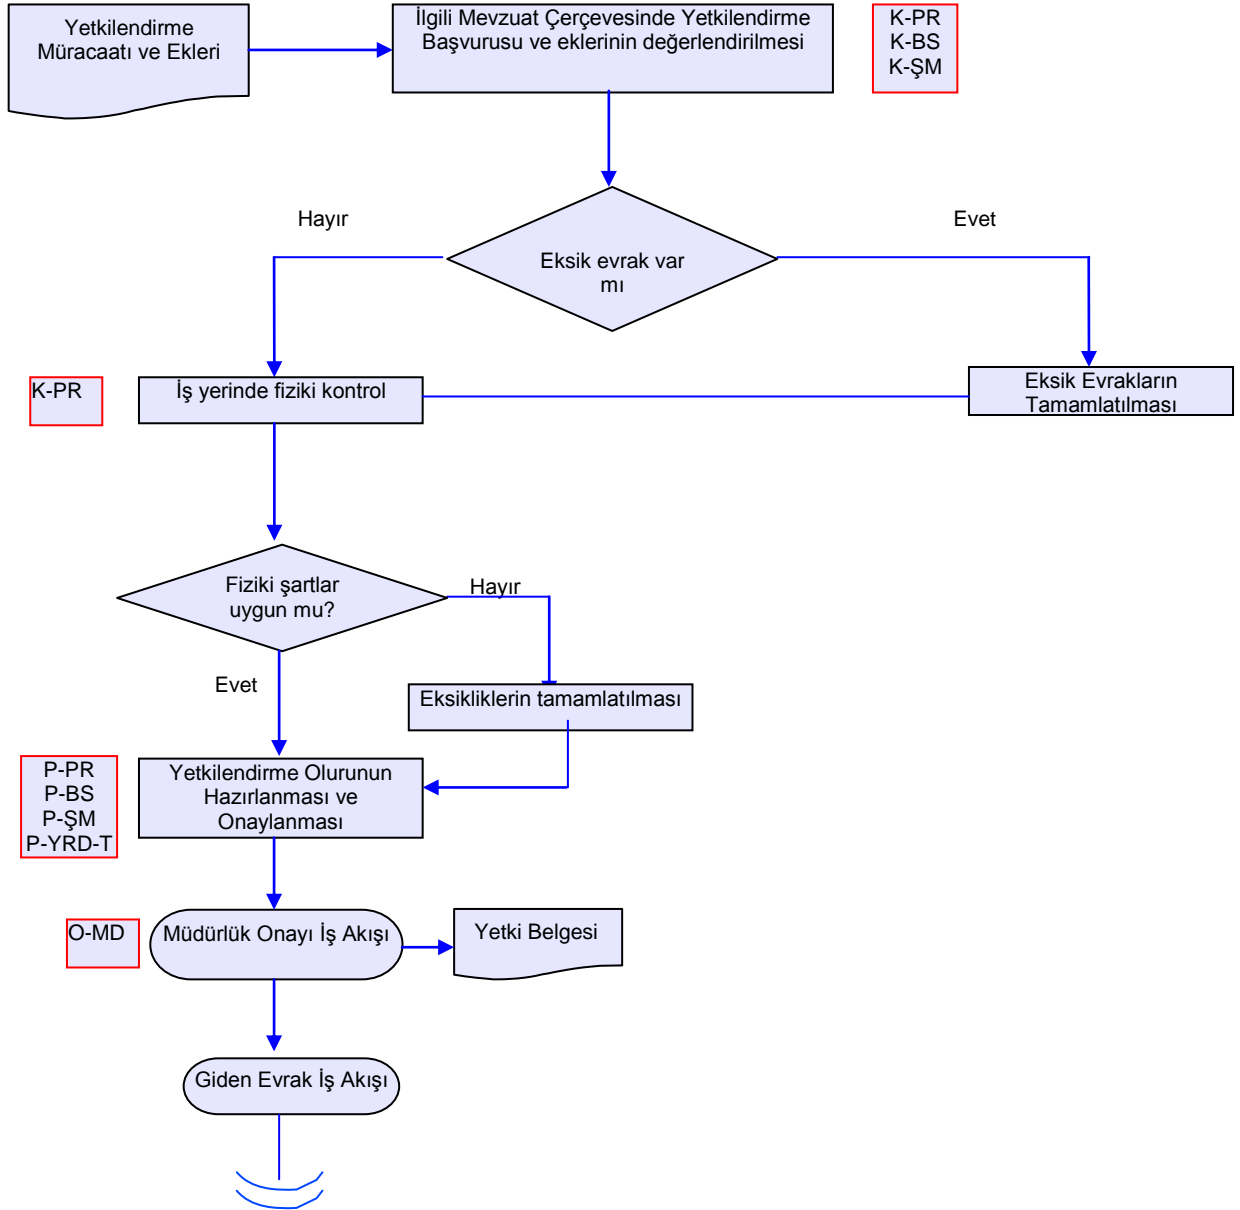 Yetkilendirme
Müracaatı ve Ekleri
İlgili Mevzuat Çerçevesinde Yetkilendirme
Başvurusu ve eklerinin değerlendirilmesi
K-PR
K-BS
K-ŞM
Hayır
Evet
Eksik evrak var
mı
K-PR
İş yerinde fiziki kontrol
Eksik Evrakların
Tamamlatılması
Fiziki şartlar
uygun mu?
Hayır
Evet
Eksikliklerin tamamlatılması
P-PR
P-BS
P-ŞM
P-YRD-T
Yetkilendirme Olurunun
Hazırlanması ve
Onaylanması
O-MD
Müdürlük Onayı İş Akışı
Yetki Belgesi
Giden Evrak İş Akışı